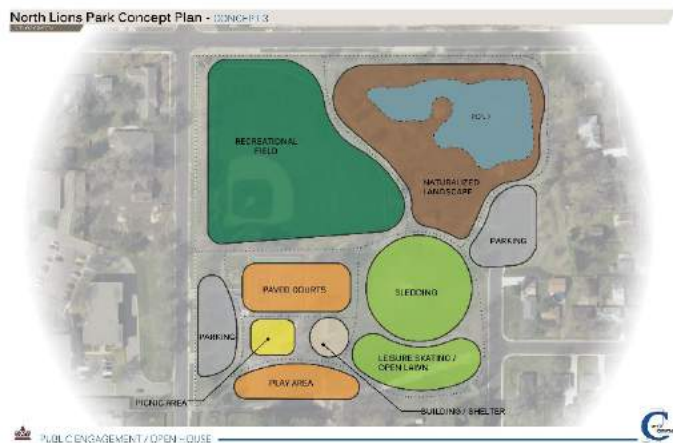 North Lions Park Concept Plan - CONCEPT 3
RECREATIONAL
FIELD
NATURALIZED
LANDSCAPE
PARKING
PAVED COURTS
SLEDDING
PARKING
LEISURE SKATING /
OPEN LAWN
PLAY AREA
PICNIC AREA
BUILDING / SHELTER
PUBLIC ENGAGEMENT / OPEN HOUSE